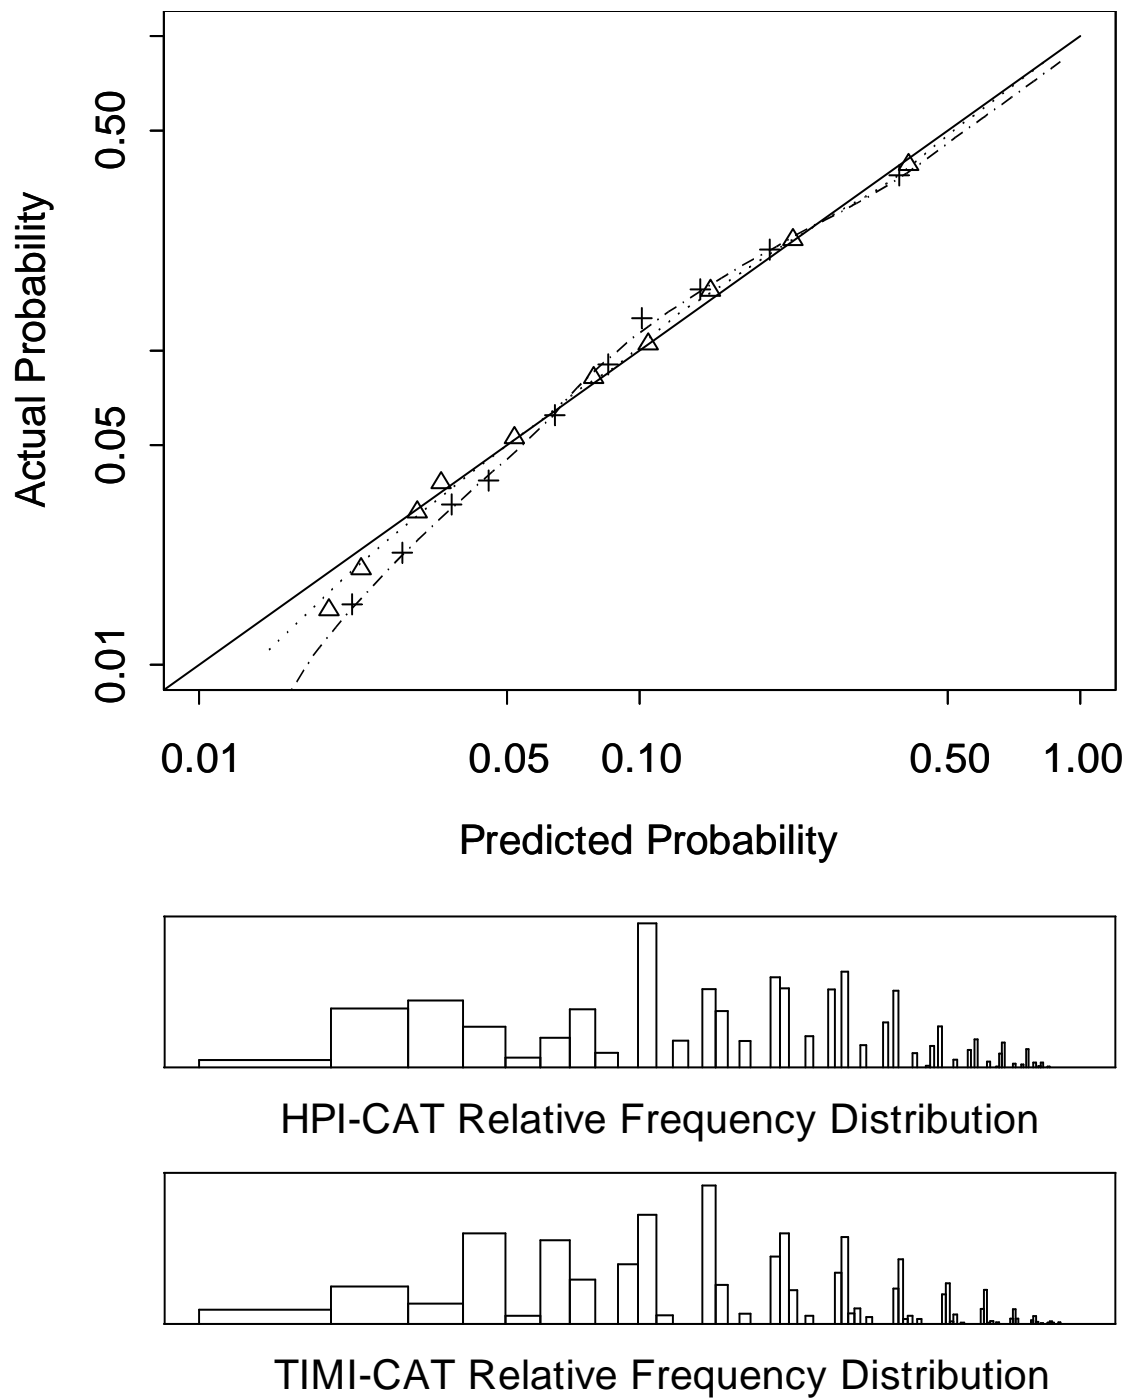 0.50
0.05
0.01
Actual Probability
0.01 0.05 0.10 0.50 1.00
Predicted Probability
HPI-CAT Relative Frequency Distribution
TIMI-CAT Relative Frequency Distribution